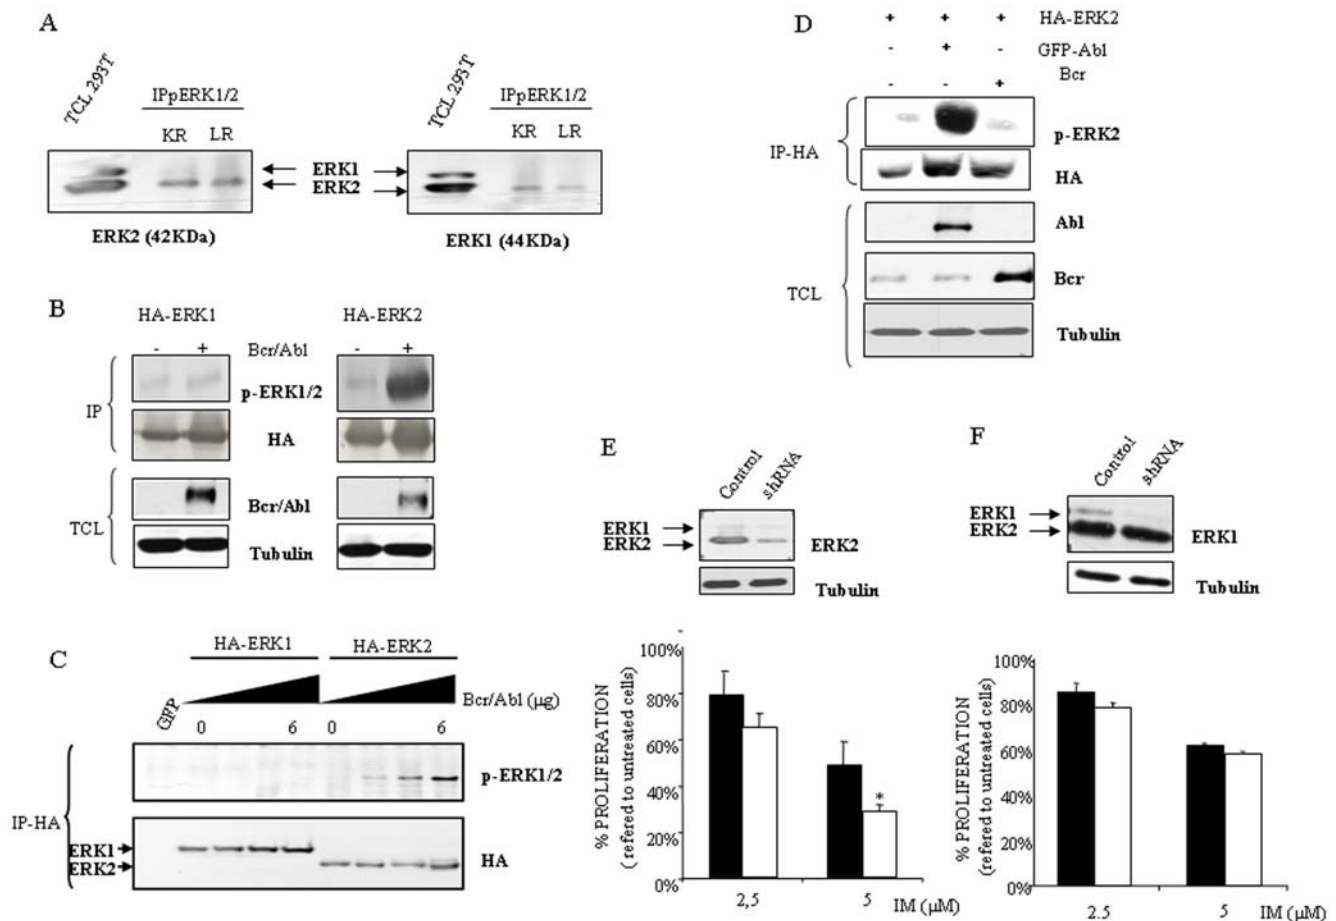 A
TCL 293T
IPpERK1/2
KR LR
ERK1
ERK2
ERK2 (42KDa)
TCL 293T
IPpERK1/2
KR LR
ERK1 (44KDa)
B
HA-ERK1
HA-ERK2
- + Bcr/Abl - +
IP
p-ERK1/2
HA
TCL
Bcr/Abl
Tubulin
C
HA-ERK1
HA-ERK2
GFP
Bcr/Abl (μg)
0 6 0 6
IP-HA
p-ERK1/2
ERK1
ERK2
HA
D
+ + + HA-ERK2
- + - GFP-Abl
- - + Bcr
IP-HA
p-ERK2
HA
TCL
Abl
Bcr
Tubulin
E
Control
shRNA
ERK1
ERK2
ERK2
Tubulin
% PROLIFERATION
( refered to untreated cells)
100%
80%
60%
40%
20%
0%
*
2,5 5 IM (μM)
F
Control
shRNA
ERK1
ERK2
ERK1
Tubulin
% PROLIFERATION
(refered to untreated cells)
100%
80%
60%
40%
20%
0%
2.5 5 IM (μM)